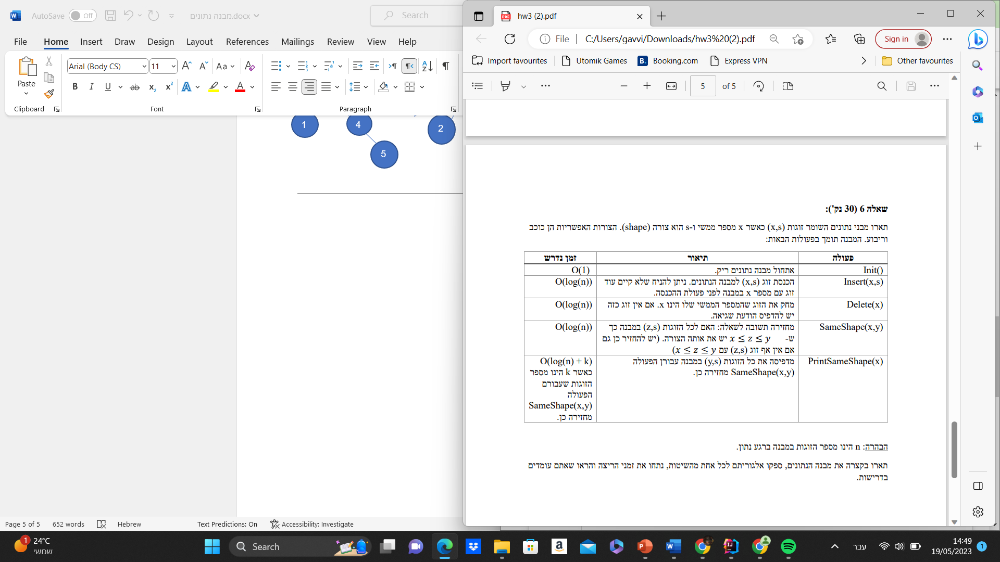 AutoSave Off
מבנה נתונים.docx
Search
File Home Insert Draw Design Layout References Mailings Review View Help
Paste
Arial (Body CS) 11
Clipboard Font Paragraph
1 4 2
5
Page 5 of 5 652 words Hebrew Text Predictions: On Accessibility: Investigate
hw3 (2).pdf
File C:/Users/gavvi/Downloads/hw3%20(2).pdf Sign in
Import favourites Utomik Games Booking.com Express VPN Other favourites
5 of 5
שאלה 6 (30 נק'):
תארו מבני נתונים השומר זוגות (x,s) כאשר x מספר ממשי ו-s הוא צורה (shape). הצורות האפשריות הן כוכב
וריבוע. המבנה תומך בפעולות הבאות:
פעולה תיאור זמן נדרש
Init() אתחול מבנה נתונים ריק. O(1)
Insert(x,s) הכנסת זוג (x,s) למבנה הנתונים. ניתן להניח שלא קיים עוד O(log(n))
זוג עם מספר x במבנה לפני פעולת ההכנסה.
Delete(x) מחק את הזוג שהמספר הממשי שלו הינו x. אם אין זוג כזה O(log(n))
יש להדפיס הודעת שגיאה.
SameShape(x,y) מחזירה תשובה לשאלה: האם לכל הזוגות (z,s) במבנה כך O(log(n))
ש- x ≤ z ≤ y יש את אותה הצורה. (יש להחזיר כן גם
אם אין אף זוג (z,s) עם x ≤ z ≤ y)
PrintSameShape(x) מדפיסה את כל הזוגות (y,s) במבנה עבורן הפעולה O(log(n) + k)
SameShape(x,y) מחזירה כן. כאשר k הינו מספר
הזוגות שעבורם
הפעולה
SameShape(x,y)
מחזירה כן.
הבהרה: n הינו מספר הזוגות במבנה ברגע נתון.
תארו בקצרה את מבנה הנתונים, ספקו אלגוריתם לכל אחת מהשיטות, נתחו את זמני הריצה והראו שאתם עומדים
בדרישות.
1 24°C
שמשי
Search
עבר
14:49
19/05/2023
1